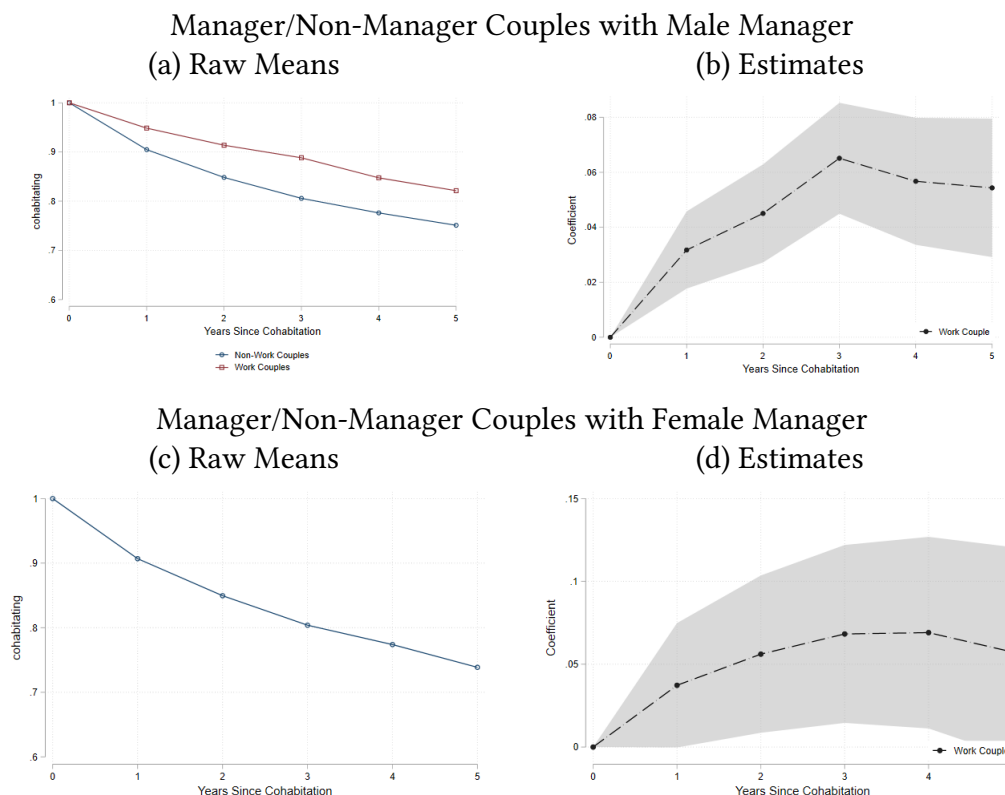 Manager/Non-Manager Couples with Male Manager
(a) Raw Means
(b) Estimates
1
.9
.8
.7
.6
cohabitating
0 1 2 3 4 5
Years Since Cohabitation
Non-Work Couples
Work Couples
.08
.06
.04
.02
0
Coefficient
Work Couple
0 1 2 3 4 5
Years Since Cohabitation
Manager/Non-Manager Couples with Female Manager
(c) Raw Means
(d) Estimates
1
.9
.8
.7
.6
cohabitating
0 1 2 3 4 5
Years Since Cohabitation
.15
.1
.05
0
Coefficient
Work Couple
0 1 2 3 4
Years Since Cohabitation